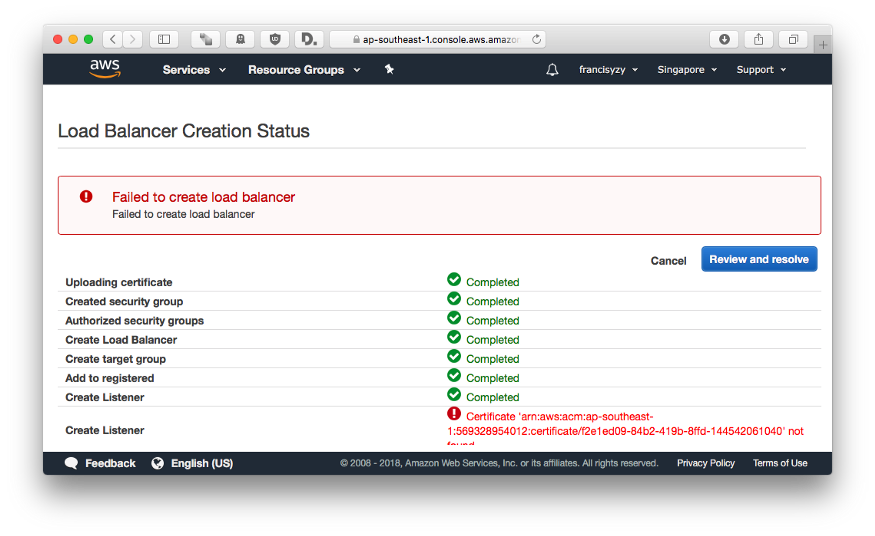 ap-southeast-1.console.aws.amazon
aws Services Resource Groups francisyzy Singapore Support
Load Balancer Creation Status
Failed to create load balancer
Failed to create load balancer
Cancel Review and resolve
Uploading certificate Completed
Created security group Completed
Authorized security groups Completed
Create Load Balancer Completed
Create target group Completed
Add to registered Completed
Create Listener Completed
Create Listener Certificate 'arn:aws:acm:ap-southeast-
1:569328954012:certificate/f2e1ed09-84b2-419b-8ffd-144542061040' not
found
Feedback English (US) © 2008 - 2018, Amazon Web Services, Inc. or its affiliates. All rights reserved. Privacy Policy Terms of Use